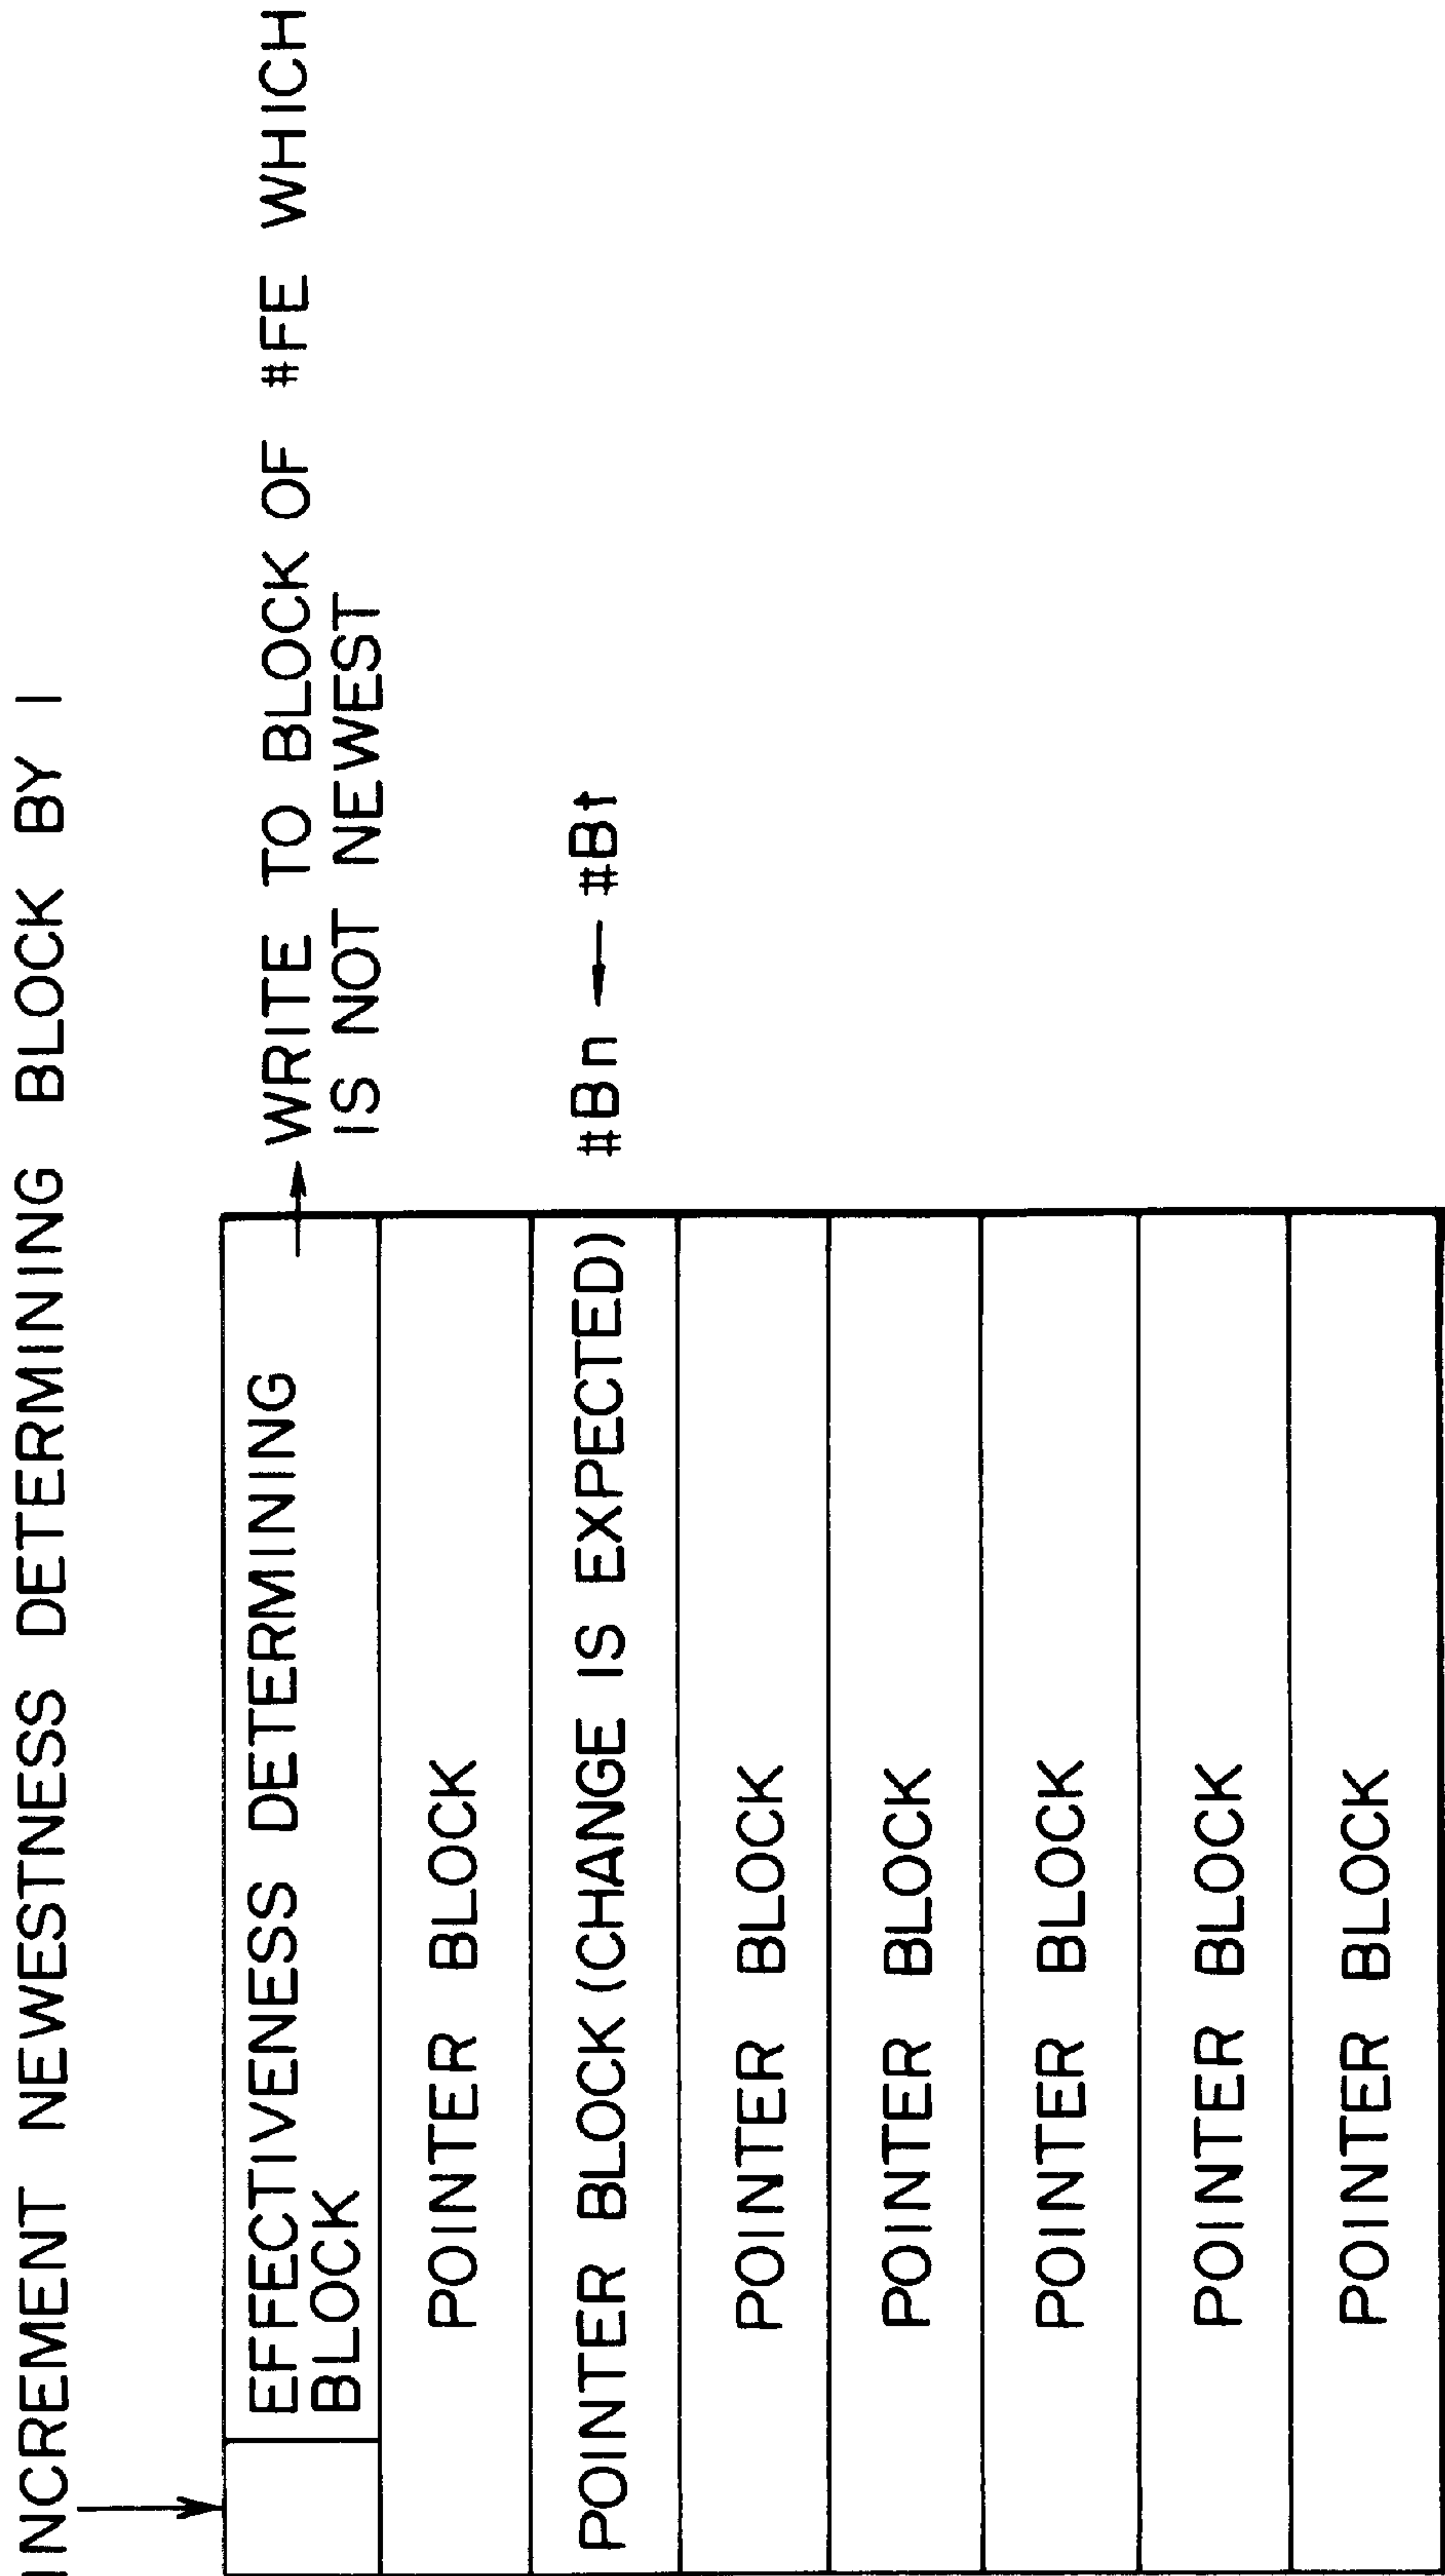 INCREMENT NEWESTNESS DETERMINING BLOCK BY 1
EFFECTIVENESS DETERMINING
BLOCK
WRITE TO BLOCK OF #FE WHICH
IS NOT NEWEST
POINTER BLOCK
POINTER BLOCK (CHANGE IS EXPECTED)
#Bn ← #Bt
POINTER BLOCK
POINTER BLOCK
POINTER BLOCK
POINTER BLOCK
POINTER BLOCK